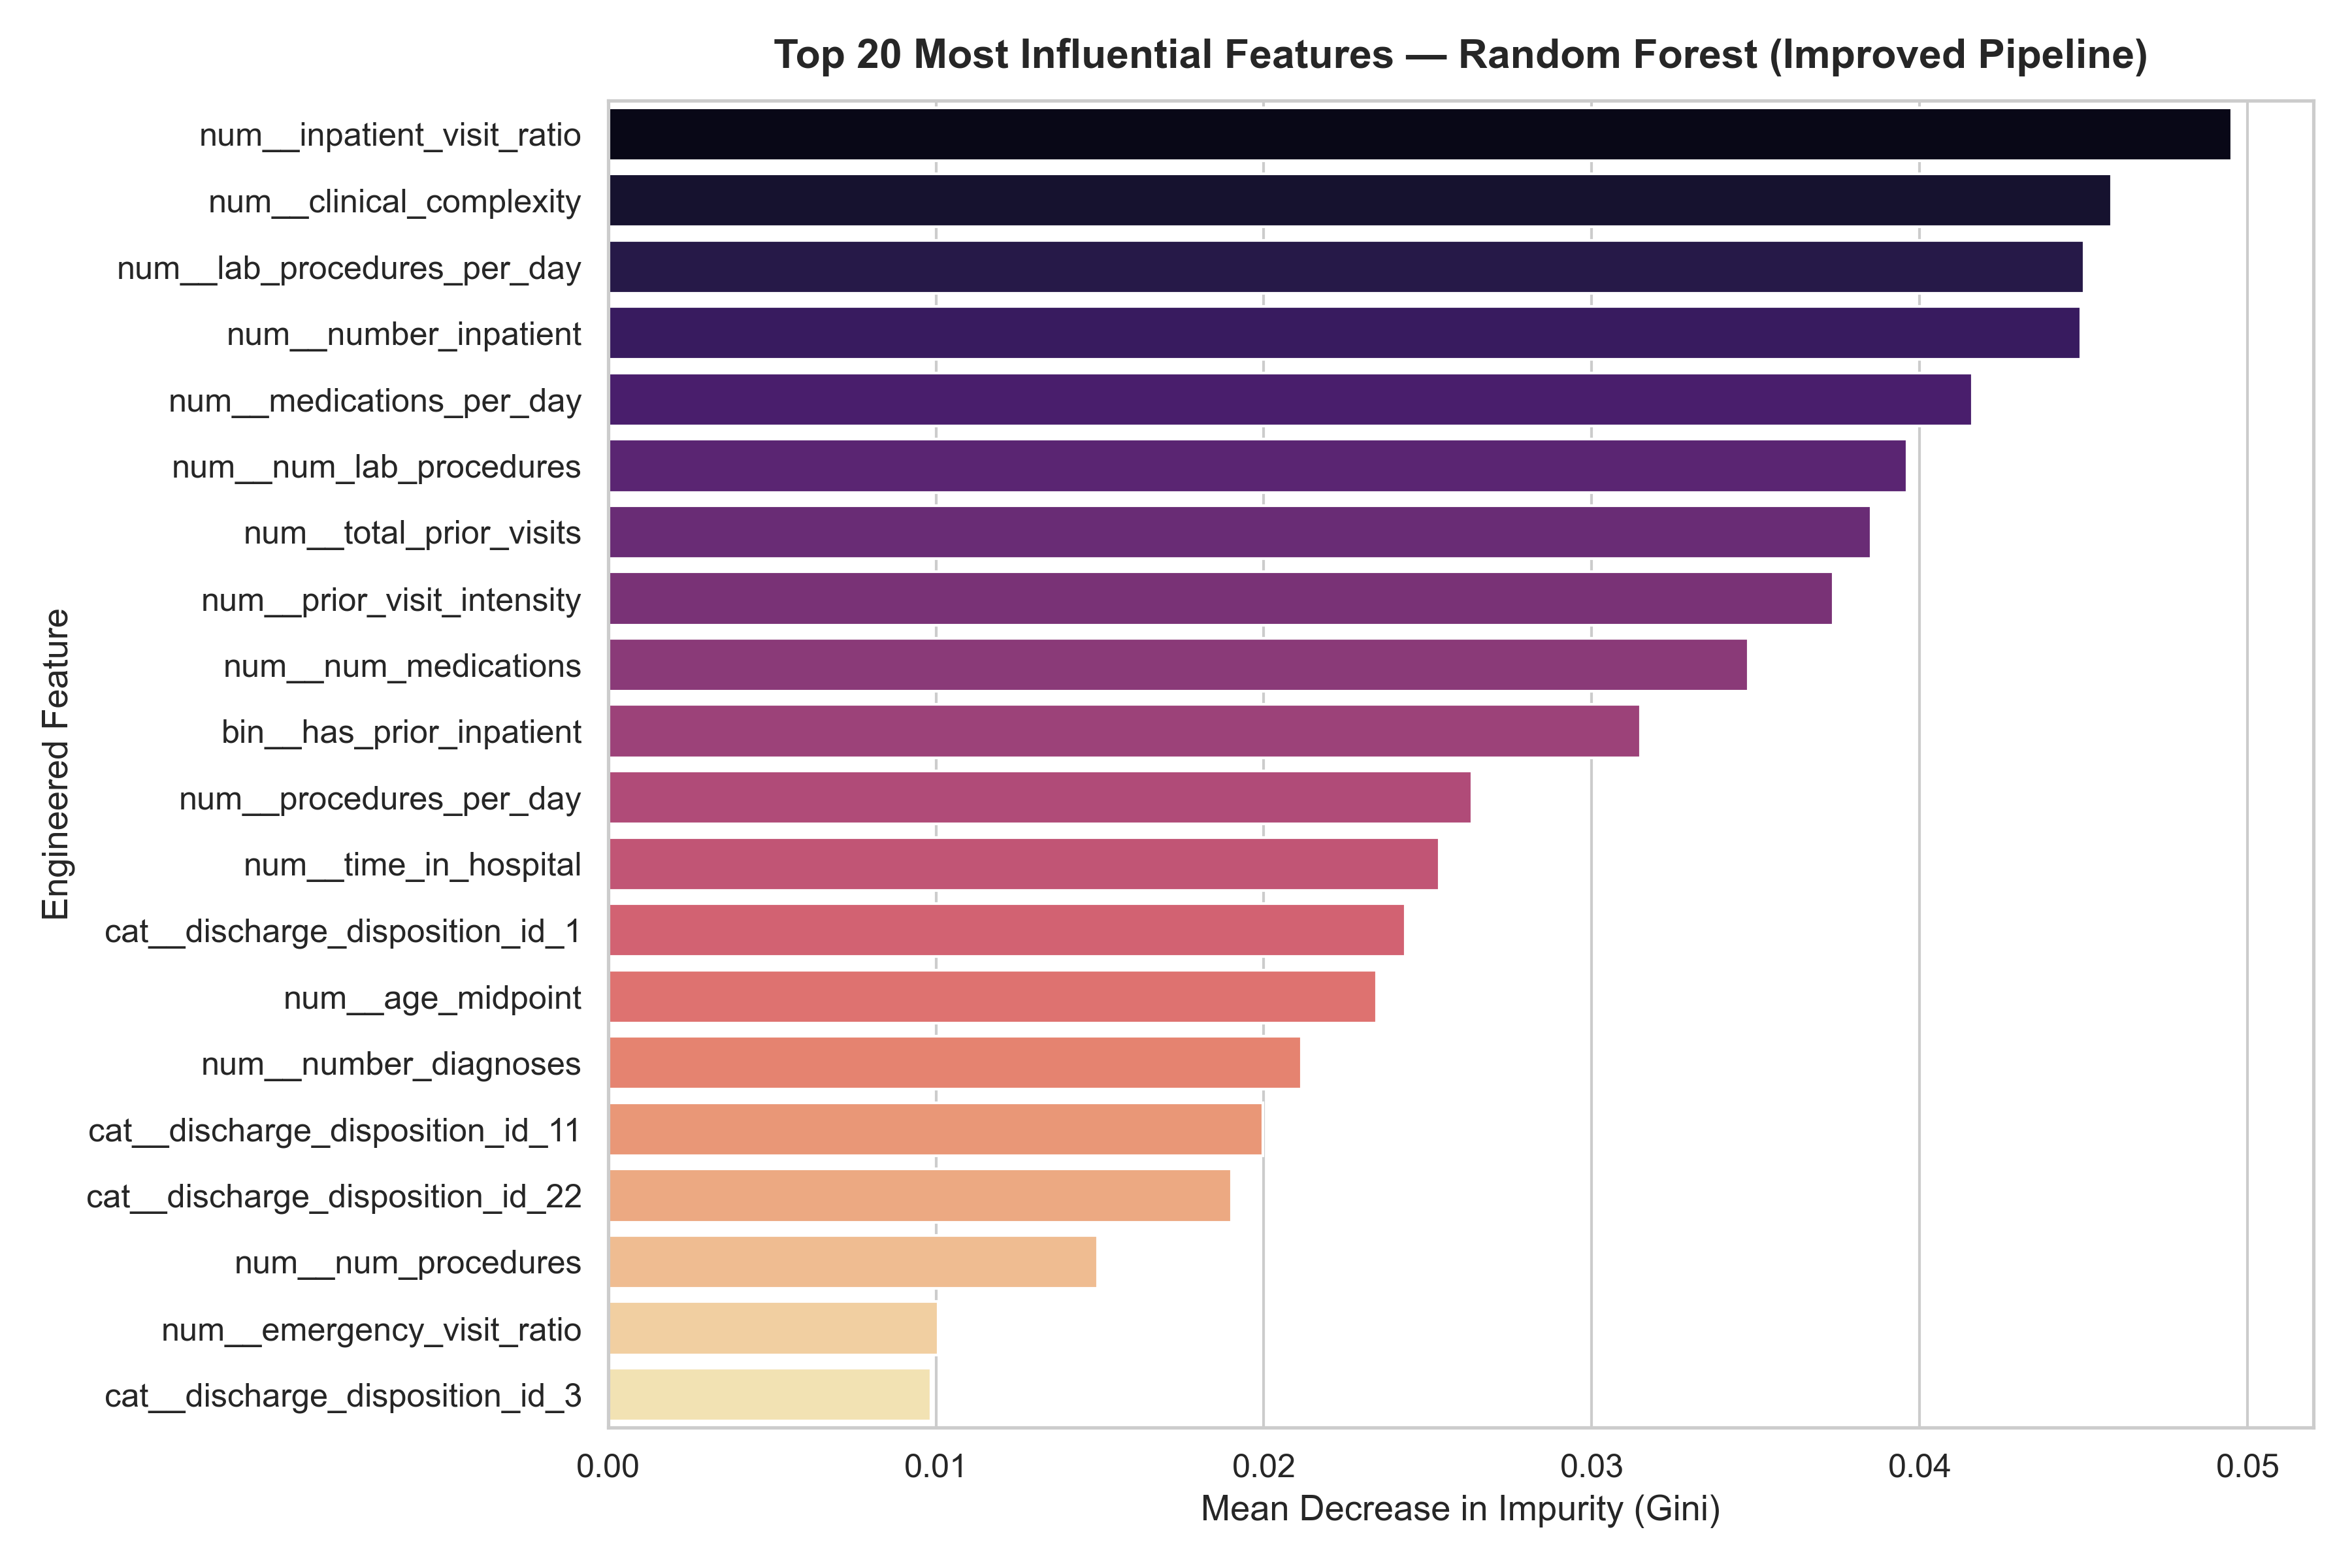 Top 20 Most Influential Features — Random Forest (Improved Pipeline)
num__inpatient_visit_ratio
num__clinical_complexity
num__lab_procedures_per_day
num__number_inpatient
num__medications_per_day
num__num_lab_procedures
num__total_prior_visits
num__prior_visit_intensity
num__num_medications
bin__has_prior_inpatient
num__procedures_per_day
num__time_in_hospital
cat__discharge_disposition_id_1
num__age_midpoint
num__number_diagnoses
cat__discharge_disposition_id_11
cat__discharge_disposition_id_22
num__num_procedures
num__emergency_visit_ratio
cat__discharge_disposition_id_3
Engineered Feature
0.00 0.01 0.02 0.03 0.04 0.05
Mean Decrease in Impurity (Gini)